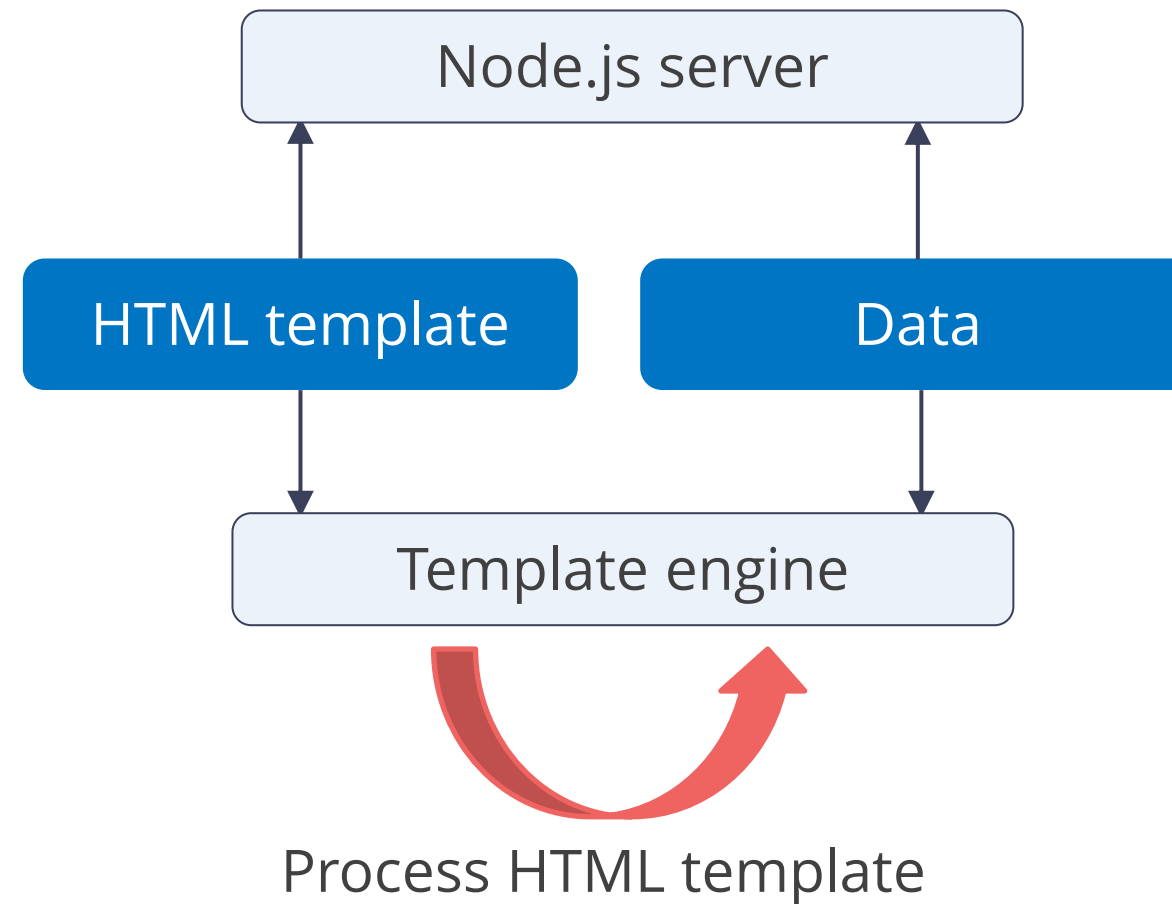 Node.js server
HTML template
Data
Template engine
Process HTML template